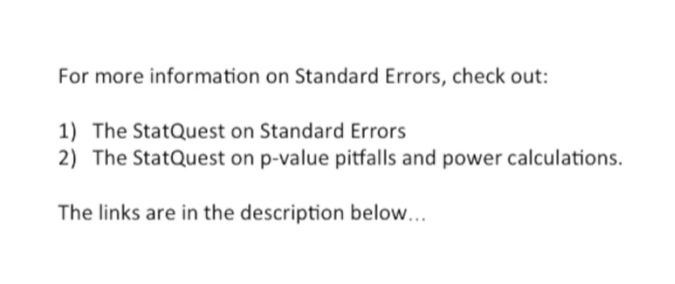 For more information on Standard Errors, check out:
1) The StatQuest on Standard Errors
2) The StatQuest on p-value pitfalls and power calculations.
The links are in the description below...